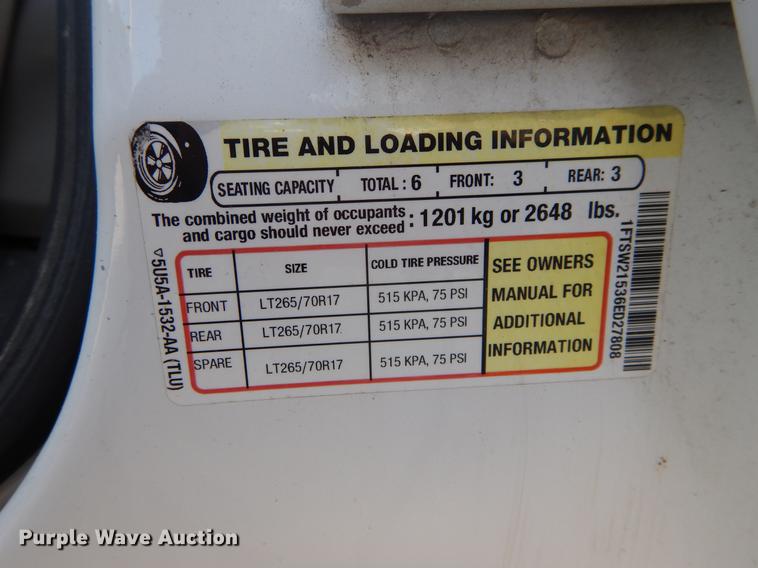 TIRE AND LOADING INFORMATION
SEATING CAPACITY TOTAL : 6 FRONT: 3 REAR: 3
The combined weight of occupants
and cargo should never exceed : 1201 kg or 2648 lbs.
TIRE SIZE COLD TIRE PRESSURE
FRONT LT265/70R17 515 KPA, 75 PSI
REAR LT265/70R17 515 KPA, 75 PSI
SPARE LT265/70R17 515 KPA, 75 PSI
SEE OWNERS
MANUAL FOR
ADDITIONAL
INFORMATION
5U5A-1532-AA (TLU)
1FTSW21536ED27808
Purple Wave Auction